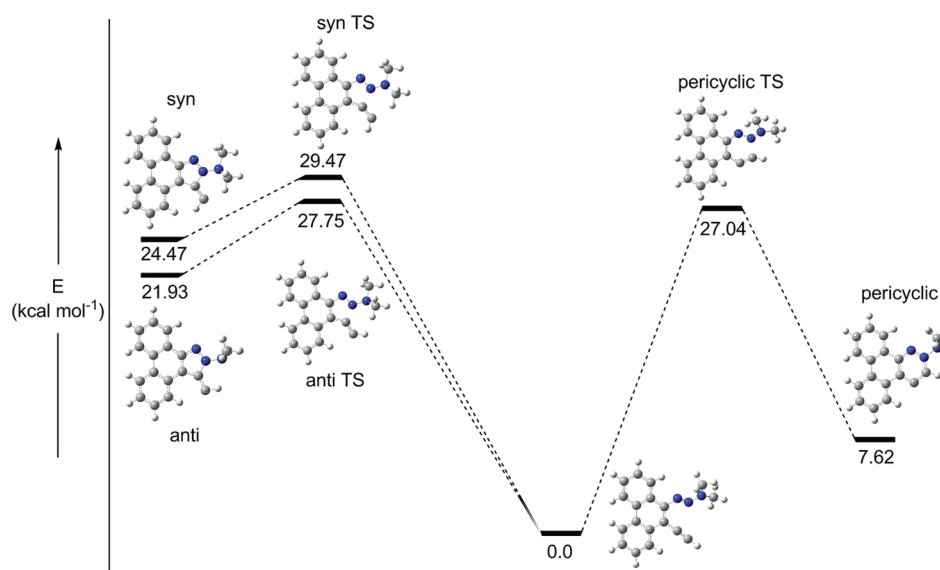 syn TS
pericyclic TS
syn
29.47
27.75
27.04
24.47
21.93
E
(kcal mol-1)
pericyclic
anti TS
anti
7.62
0.0